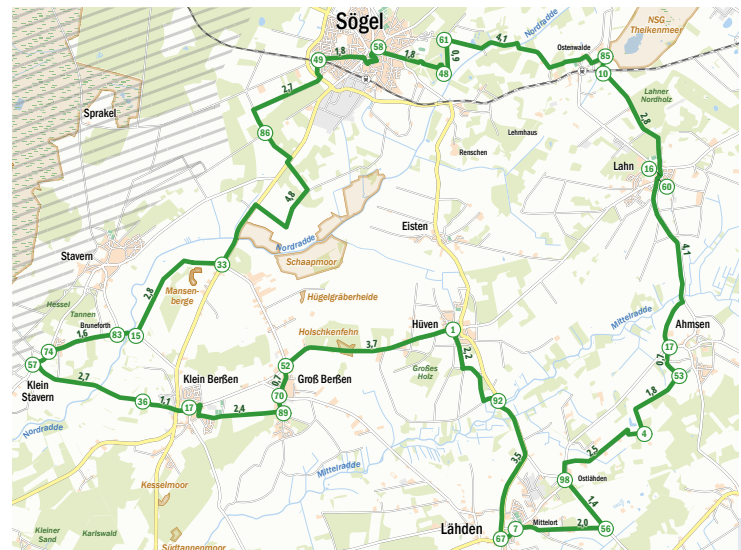 Sögel
Nordradde
NSG
Theikenmeer
61
58
1,8
1,8
0,9
4,1
Ostenwalde
85
49
48
10
2,7
Lahner
Nordholz
Sprakel
86
2,8
Lehmhaus
Renschen
Lahn
16
60
4,8
Eisten
Nordradde
4,1
Stavern
33
Schaapmoor
Mansen-
berge
2,8
Hügelgräberheide
Hessel
Tannen
Mittelradde
Bruneforth
83
15
1,6
Holschkenfehn
Hüven
1
Ahmsen
74
3,7
17
57
52
2,2
0,7
Großes
Holz
Klein
Stavern
2,7
Klein Berßen
0,7
Groß Berßen
53
36
1,1
17
70
1,8
92
2,4
89
Nordradde
4
3,5
2,5
Mittelradde
Kesselmoor
98
Ostlähden
1,4
Kleiner
Sand
Karlswald
Lähden
7
Mittelort
2,0
56
67
Südtannenmoor